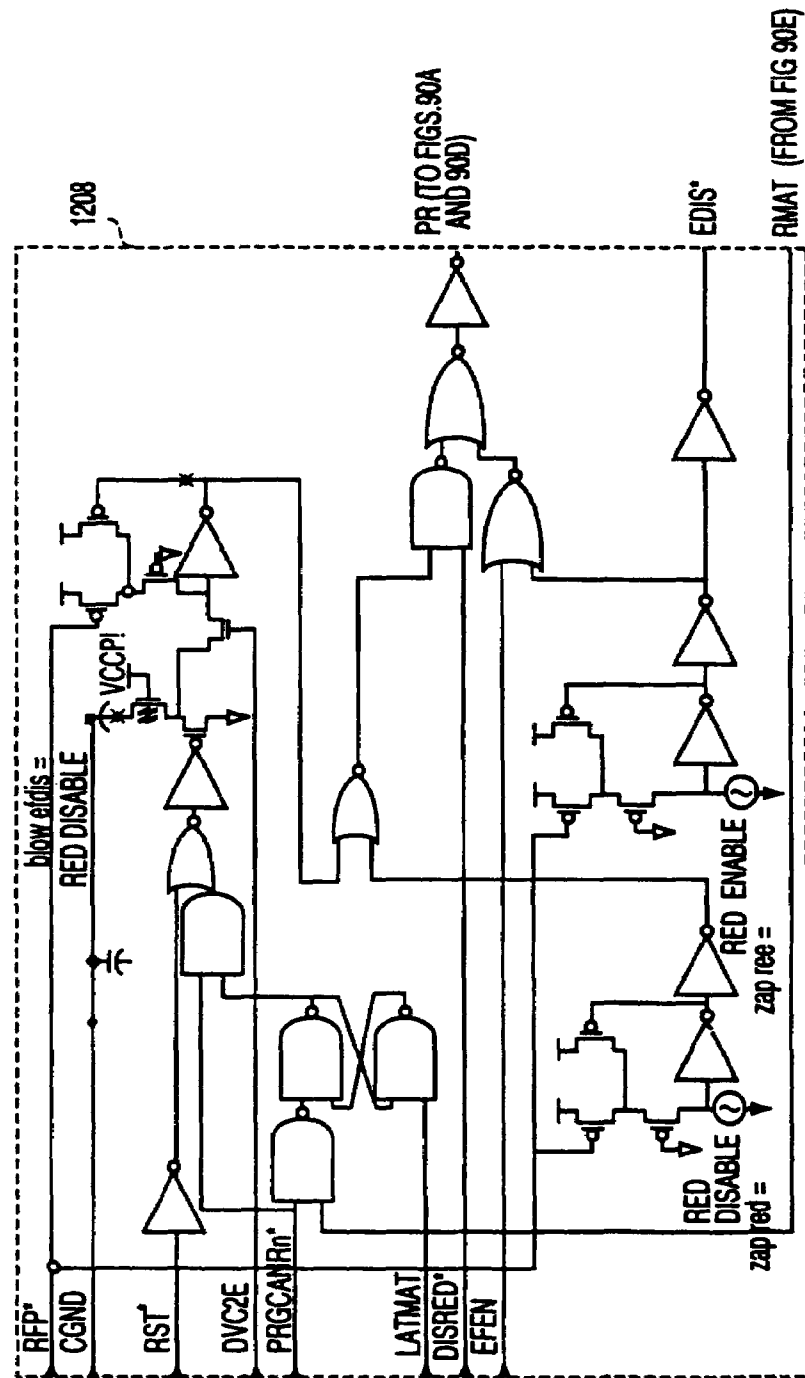 1208
PR (TO FIGS.90A
AND 90D)
EDIS*
RMAT (FROM FIG 90E)
blow efdis =
RED DISABLE
VCCP!
RED ENABLE
zap ree =
RED
DISABLE
zap red =
RFP*
CGND
RST*
DVC2E
PRGCANRn*
LATMAT
DISRED*
EFEN